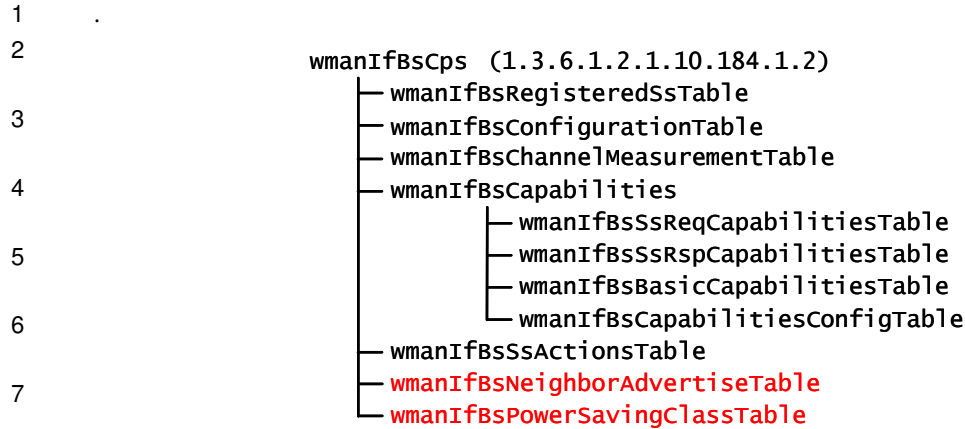 1 .
2
wmanIfBsCps (1.3.6.1.2.1.10.184.1.2)
wmanIfBsRegisteredSsTable
3
wmanIfBsConfigurationTable
wmanIfBsChannelMeasurementTable
4 wmanIfBsCapabilities
wmanIfBsSsReqCapabilitiesTable
5 wmanIfBsSsRspCapabilitiesTable
wmanIfBsBasicCapabilitiesTable
6 wmanIfBsCapabilitiesConfigTable
wmanIfBsSsActionsTable
wmanIfBsNeighborAdvertiseTable
7
wmanIfBsPowerSavingClassTable